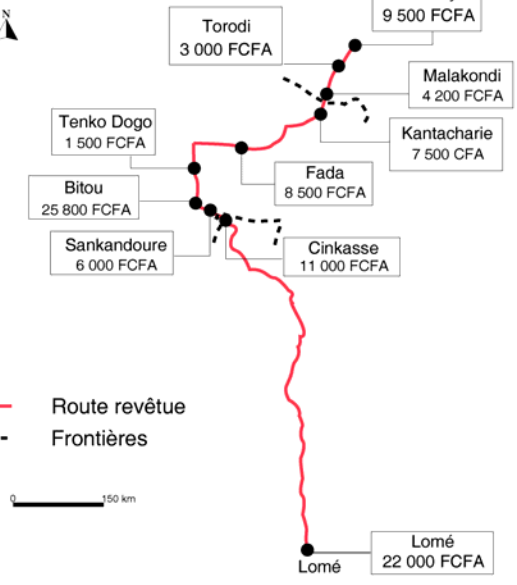 N
9 500 FCFA
Torodi
3 000 FCFA
Malakondi
4 200 FCFA
Tenko Dogo
1 500 FCFA
Kantacharie
7 500 CFA
Fada
8 500 FCFA
Bitou
25 800 FCFA
Sankandoure
6 000 FCFA
Cinkasse
11 000 FCFA
Route revêtue
Frontières
0 150 km
Lomé
Lomé
22 000 FCFA